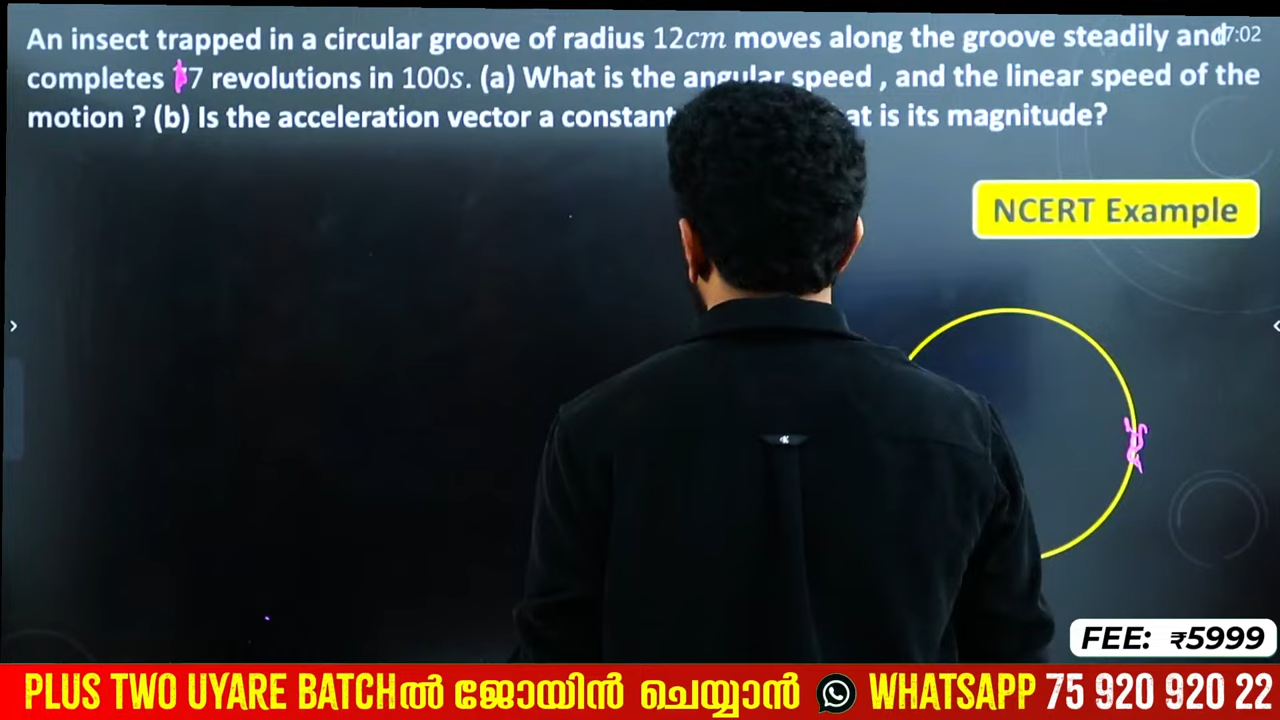 An insect trapped in a circular groove of radius 12cm moves along the groove steadily and 17:02
completes 7 revolutions in 100s. (a) What is the angular speed , and the linear speed of the
motion ? (b) Is the acceleration vector a constant at is its magnitude?
NCERT Example
FEE: ₹5999
PLUS TWO UYARE BATCHൽ ജോയിൻ ചെയ്യാൻ WHATSAPP 75 920 920 22